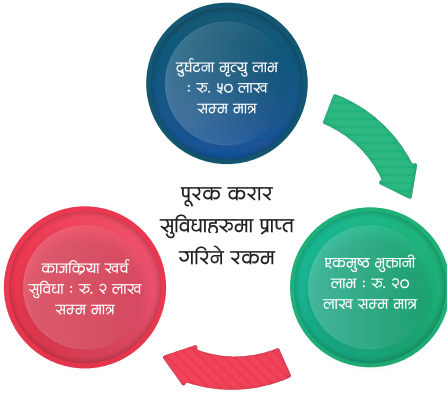 दुर्घटना मृत्यु लाभ
: रु. ५० लाख
सम्म मात्र
पूरक करार
सुविधाहरुमा प्राप्त
गरिने रकम
एकमुष्ठ भुक्तानी
लाभ : रु. २०
लाख सम्म मात्र
काजक्रिया खर्च
सुविधा : रु. २ लाख
सम्म मात्र